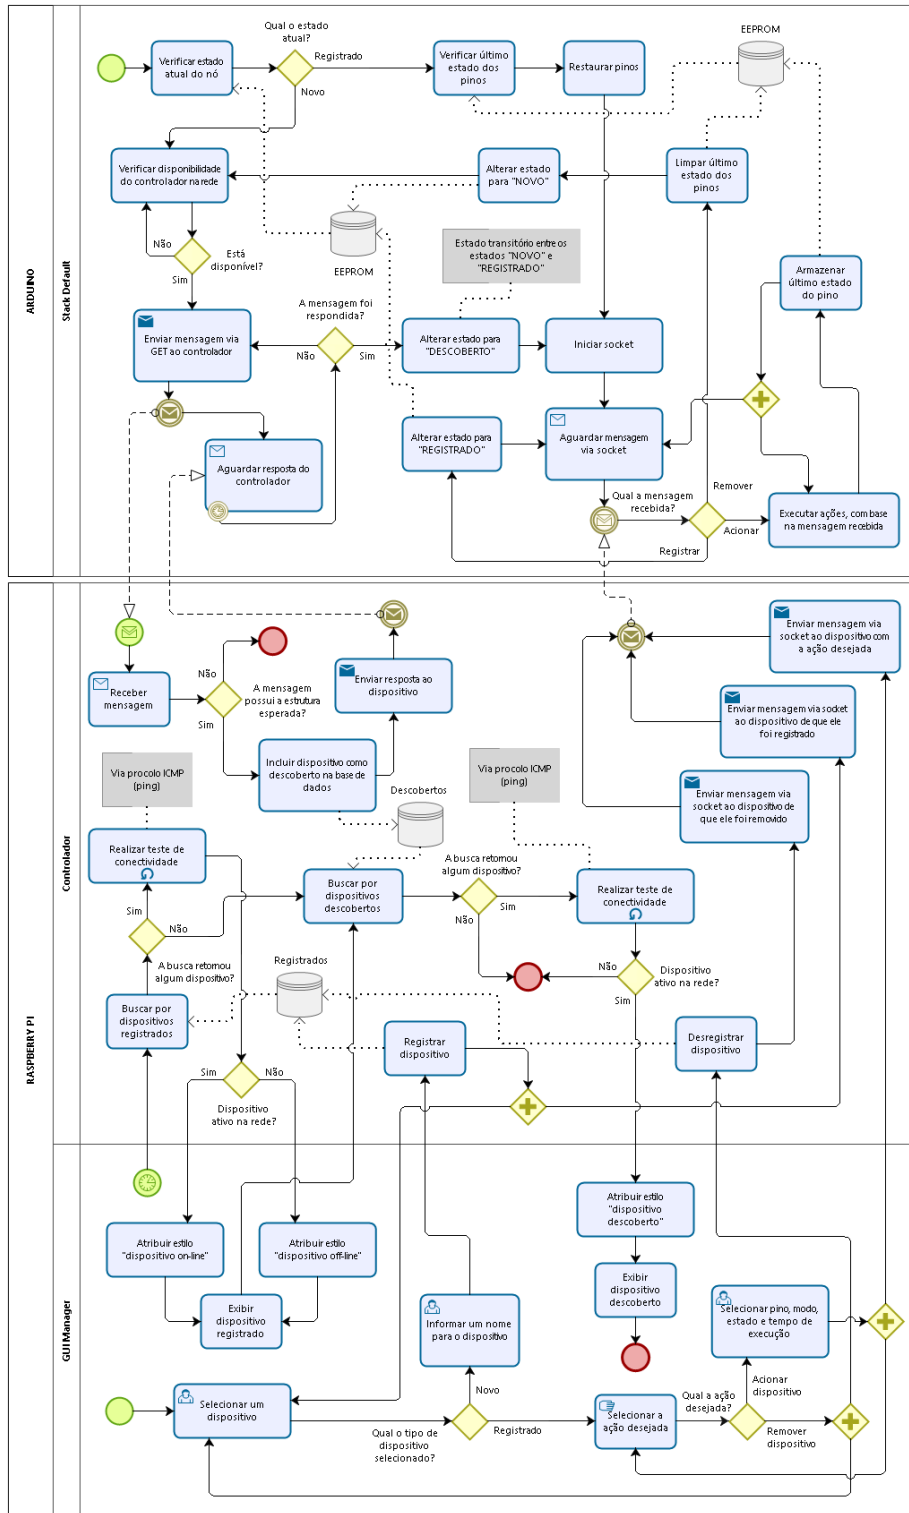 ARDUINO
Stack Default
Qual o estado
atual?
Verificar estado
atual do nó
Registrado
Novo
Verificar último
estado dos
pinos
Restaurar pinos
EEPROM
Verificar disponibilidade
do controlador na rede
Alterar estado
para "NOVO"
Limpar último
estado dos
pinos
Não
Está
disponível?
Sim
EEPROM
Estado transitório entre os
estados "NOVO" e
"REGISTRADO"
Armazenar
último estado
do pino
Enviar mensagem via
GET ao controlador
A mensagem foi
respondida?
Não
Sim
Alterar estado para
"DESCOBERTO"
Iniciar socket
Aguardar resposta do
controlador
Alterar estado para
"REGISTRADO"
Aguardar mensagem
via socket
Qual a mensagem
recebida?
Remover
Acionar
Registrar
Executar ações, com base
na mensagem recebida
RASPBERRY PI
Controlador
Receber
mensagem
Não
Sim
A mensagem
possui a estrutura
esperada?
Enviar resposta ao
dispositivo
Enviar mensagem via
socket ao dispositivo com
a ação desejada
Enviar mensagem via socket
ao dispositivo de que ele
foi registrado
Incluir dispositivo como
descoberto na base de
dados
Via procolo ICMP
(ping)
Descobertos
Via procolo ICMP
(ping)
Enviar mensagem via
socket ao dispositivo de
que ele foi removido
Realizar teste de
conectividade
Sim
Não
A busca retornou
algum dispositivo?
Buscar por
dispositivos
descobertos
A busca retornou
algum dispositivo?
Sim
Não
Realizar teste de
conectividade
Não
Dispositivo
ativo na rede?
Sim
Buscar por
dispositivos
registrados
Registrados
Registrar
dispositivo
Desregistrar
dispositivo
Sim
Não
Dispositivo
ativo na rede?
GUI Manager
Atribuir estilo
"dispositivo on-line"
Atribuir estilo
"dispositivo off-line"
Exibir
dispositivo
registrado
Atribuir estilo
"dispositivo
descoberto"
Exibir
dispositivo
descoberto
Informar um nome
para o dispositivo
Selecionar pino, modo,
estado e tempo de
execução
Selecionar um
dispositivo
Qual o tipo de
dispositivo
selecionado?
Novo
Registrado
Selecionar a
ação desejada
Qual a ação
desejada?
Acionar
dispositivo
Remover
dispositivo